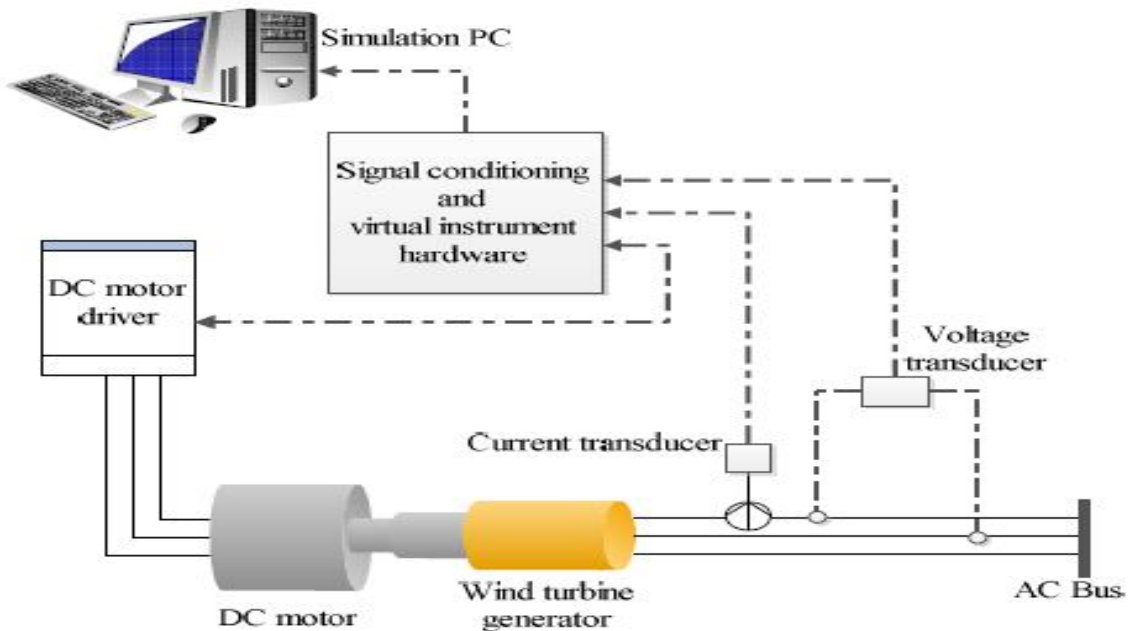 Simulation PC
Signal conditioning
and
virtual instrument
hardware
DC motor
driver
Voltage
transducer
Current transducer
AC Bus
Wind turbine
generator
DC motor